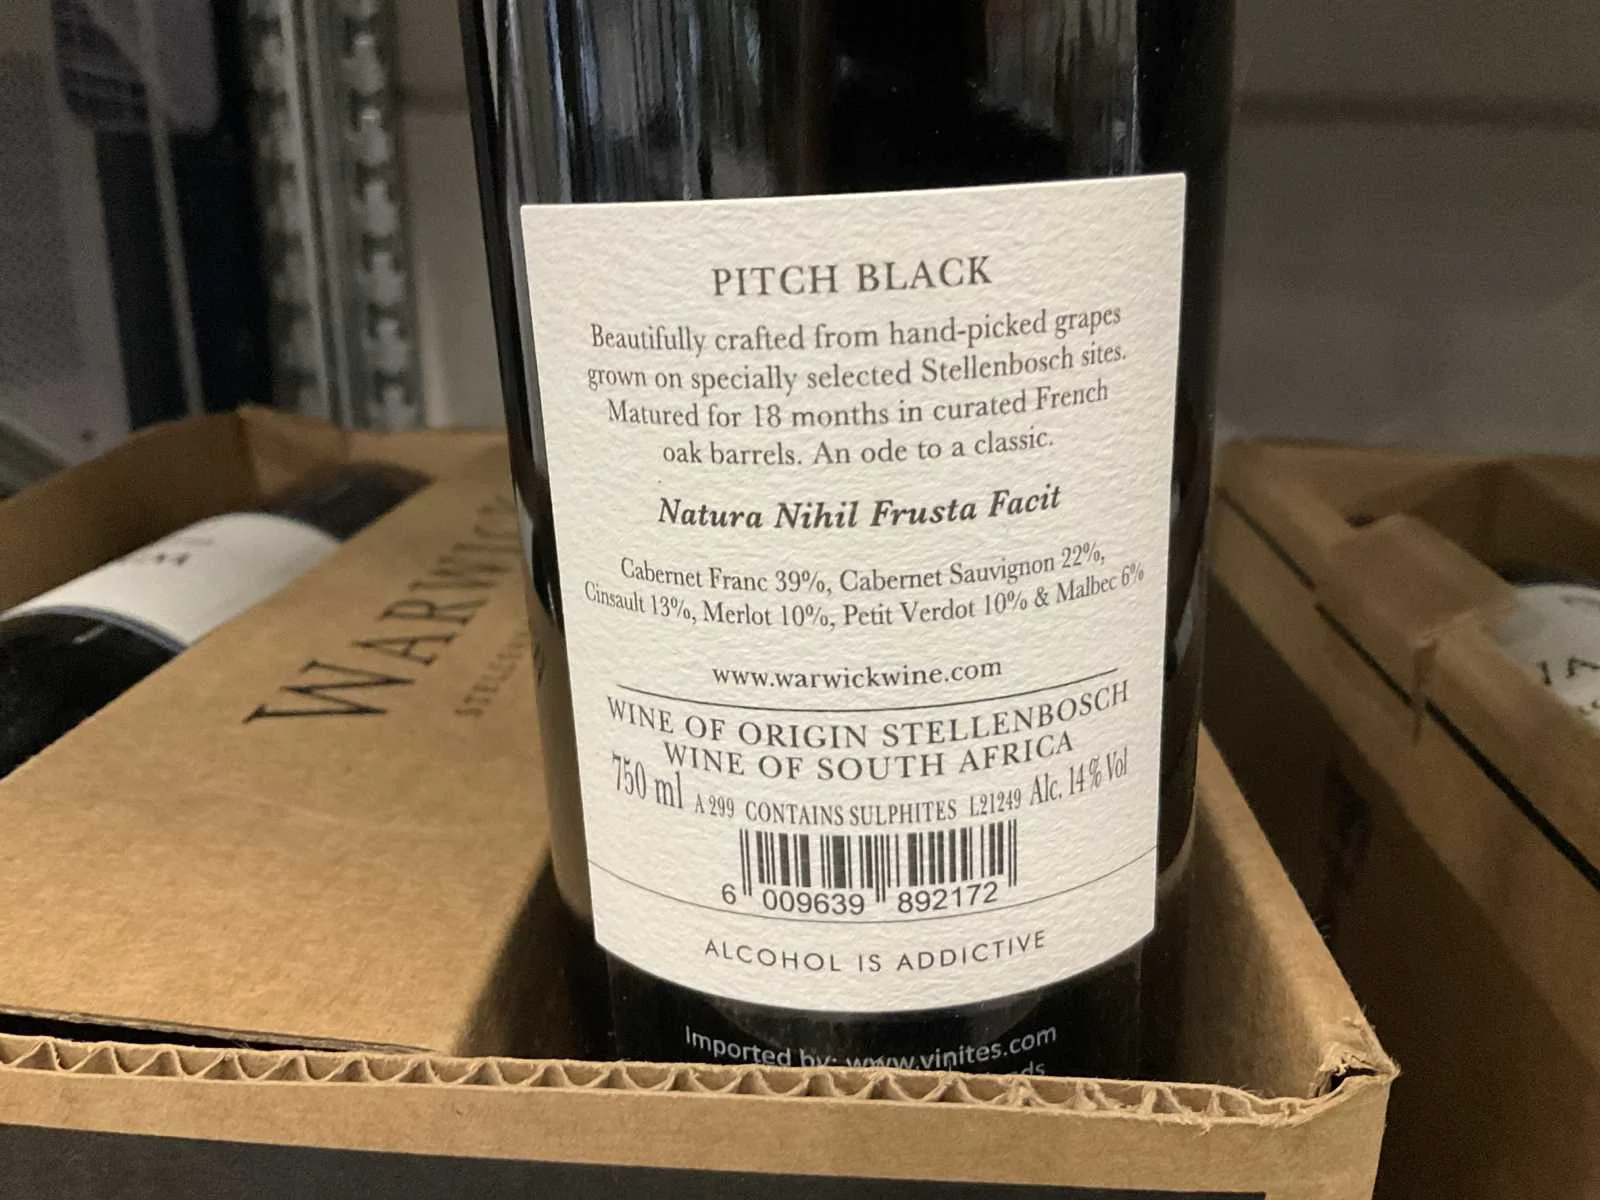 PITCH BLACK
Beautifully crafted from hand-picked grapes
grown on specially selected Stellenbosch sites.
Matured for 18 months in curated French
oak barrels. An ode to a classic.
Natura Nihil Frusta Facit
Cabernet Franc 39%, Cabernet Sauvignon 22%,
Cinsault 13%, Merlot 10%, Petit Verdot 10% & Malbec 6%
www.warwickwine.com
WINE OF ORIGIN STELLENBOSCH
WINE OF SOUTH AFRICA
750 ml A 299 CONTAINS SULPHITES L21249 Alc. 14% Vol
6 009639 892172
ALCOHOL IS ADDICTIVE
Imported by: www.vinites.com
WARWICK